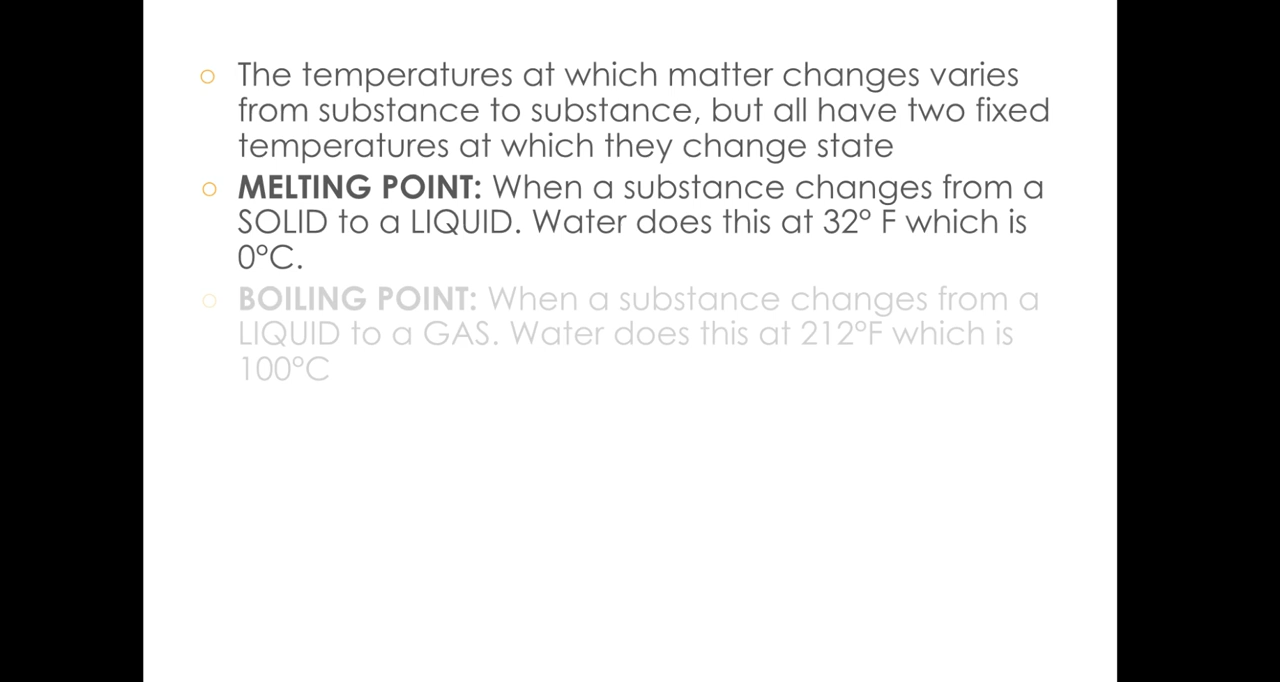 ○ The temperatures at which matter changes varies
from substance to substance, but all have two fixed
temperatures at which they change state
○ MELTING POINT: When a substance changes from a
SOLID to a LIQUID. Water does this at 32° F which is
0°C.
○ BOILING POINT: When a substance changes from a
LIQUID to a GAS. Water does this at 212°F which is
100°C